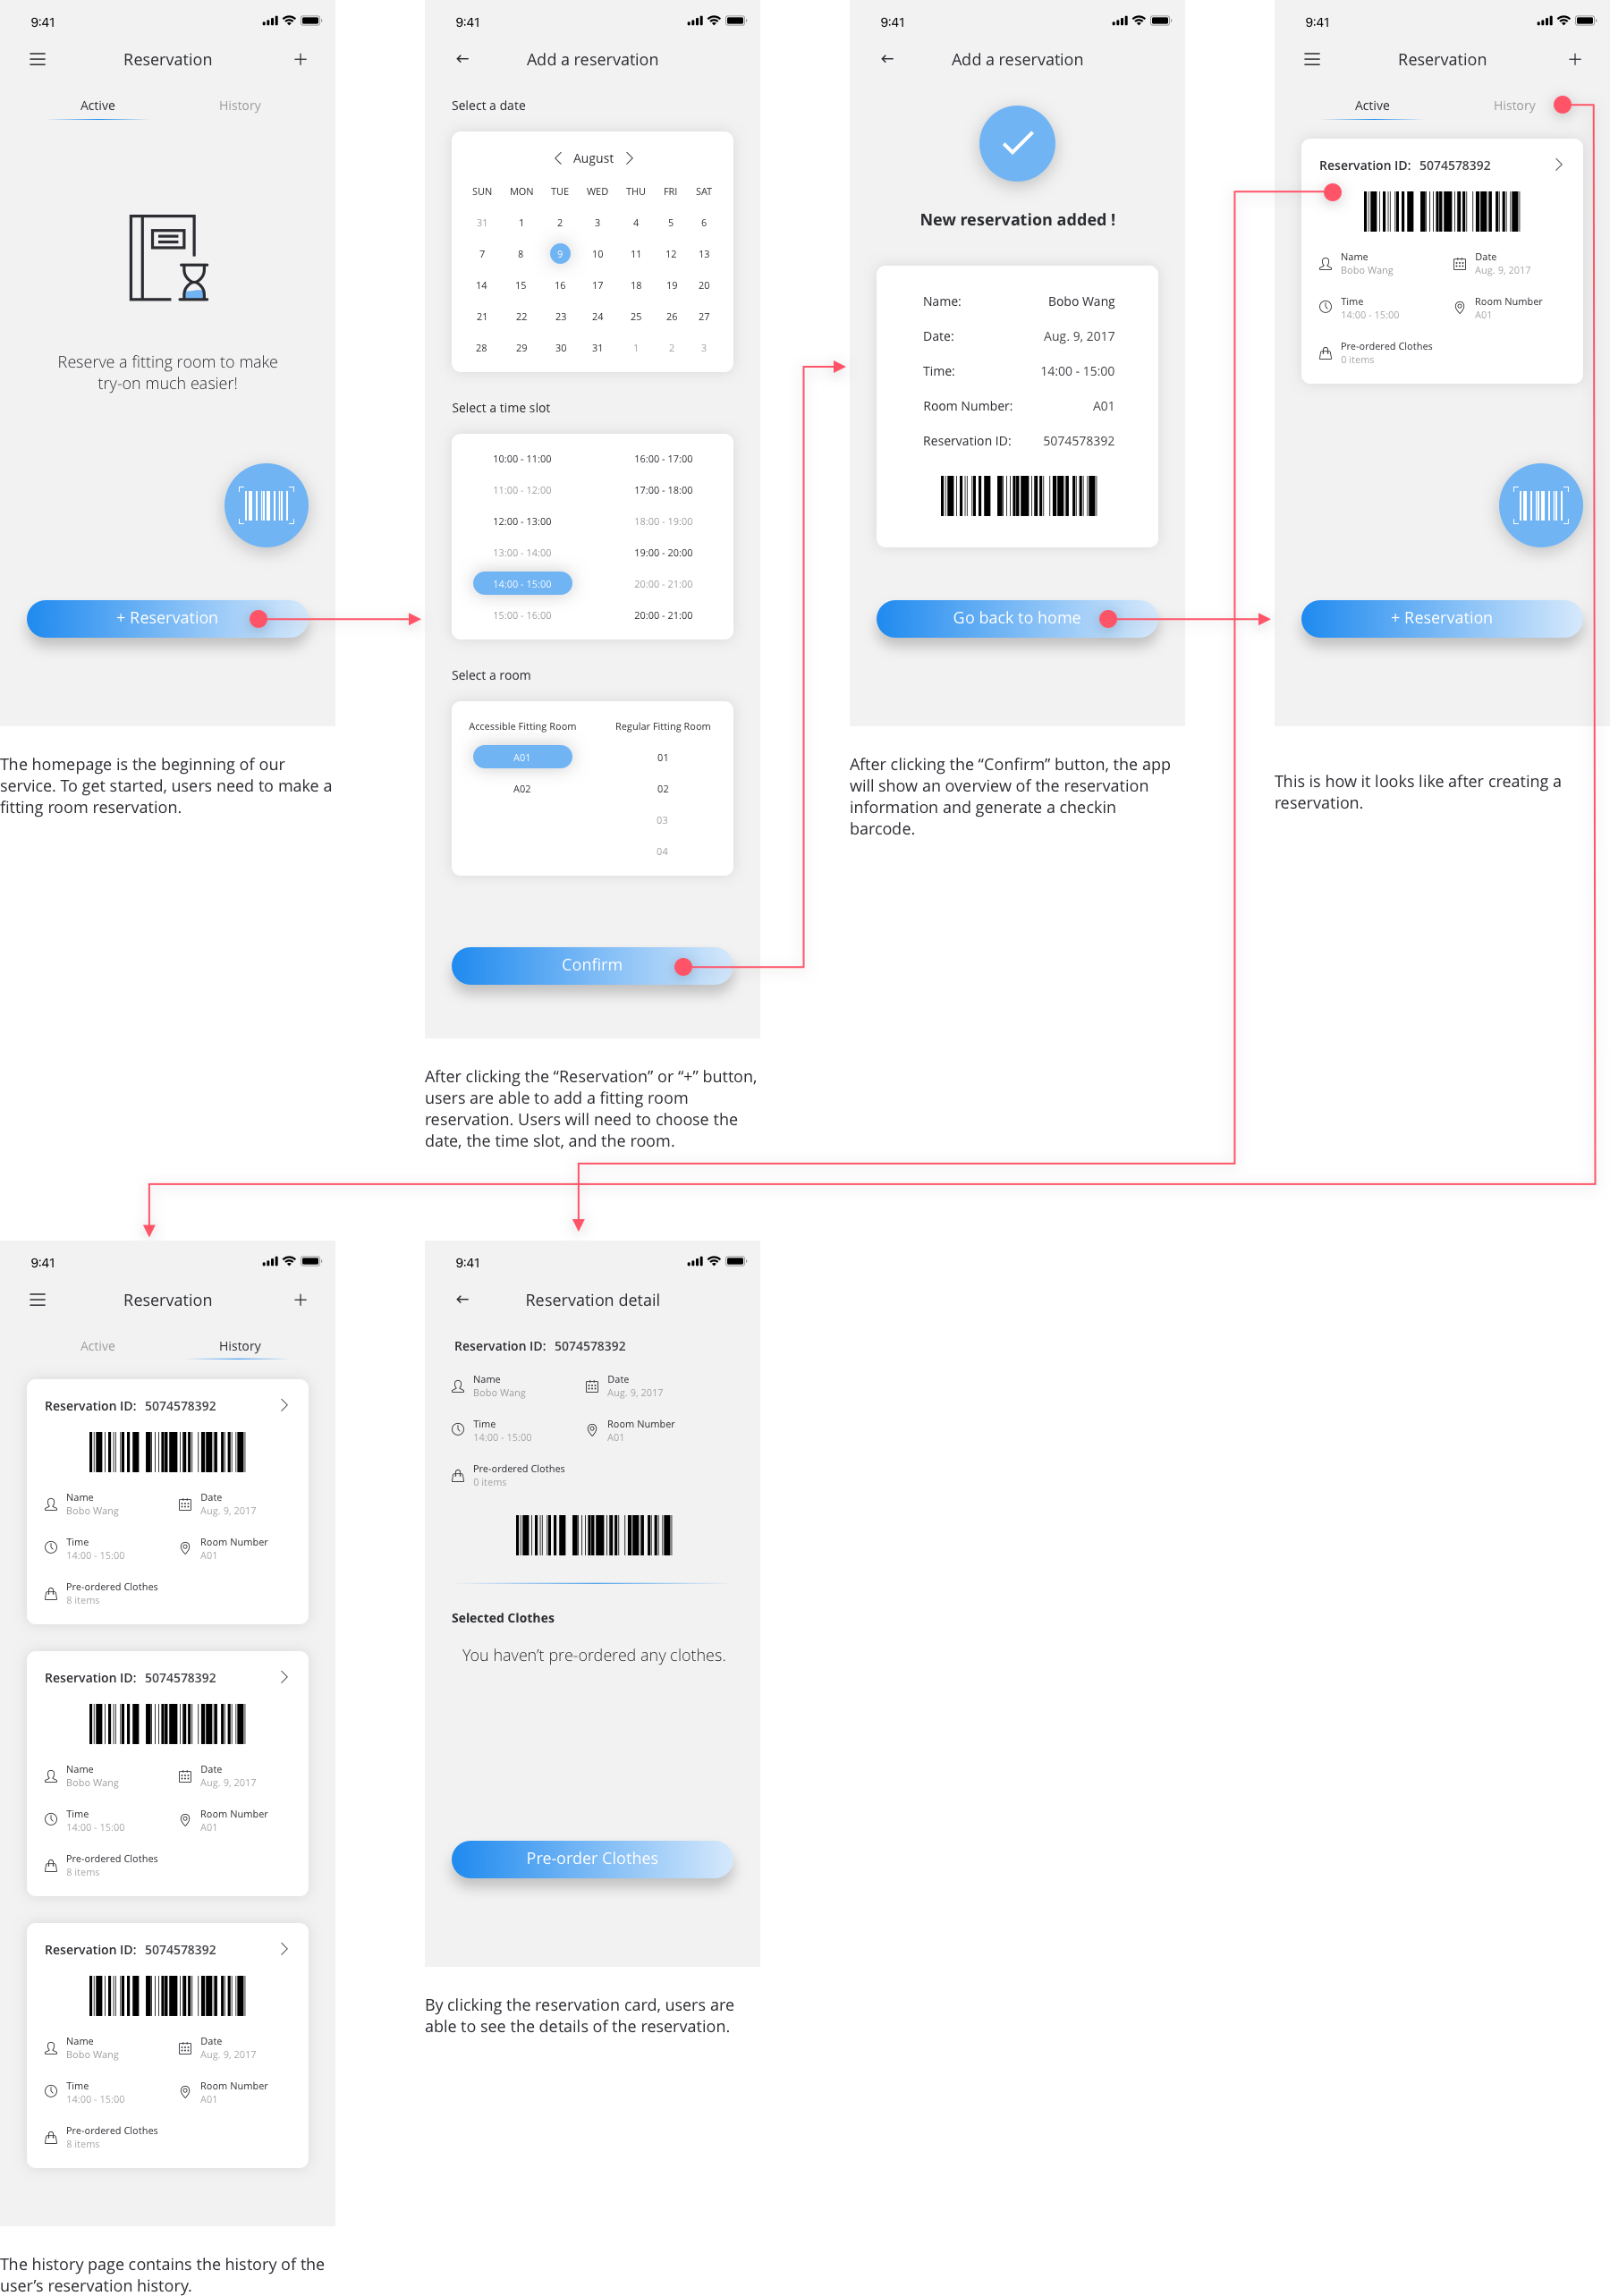 9:41
Reservation
Active History
Reserve a fitting room to make
try-on much easier!
+ Reservation
The homepage is the beginning of our
service. To get started, users need to make a
fitting room reservation.
9:41
Add a reservation
Select a date
August
SUN MON TUE WED THU FRI SAT
31 1 2 3 4 5 6
7 8 9 10 11 12 13
14 15 16 17 18 19 20
21 22 23 24 25 26 27
28 29 30 31 1 2 3
Select a time slot
10:00 - 11:00 16:00 - 17:00
11:00 - 12:00 17:00 - 18:00
12:00 - 13:00 18:00 - 19:00
13:00 - 14:00 19:00 - 20:00
14:00 - 15:00 20:00 - 21:00
15:00 - 16:00 20:00 - 21:00
Select a room
Accessible Fitting Room Regular Fitting Room
A01 01
A02 02
03
04
Confirm
After clicking the “Reservation” or “+” button,
users are able to add a fitting room
reservation. Users will need to choose the
date, the time slot, and the room.
9:41
Add a reservation
New reservation added !
Name: Bobo Wang
Date: Aug. 9, 2017
Time: 14:00 - 15:00
Room Number: A01
Reservation ID: 5074578392
Go back to home
After clicking the “Confirm” button, the app
will show an overview of the reservation
information and generate a checkin
barcode.
9:41
Reservation
Active History
Reservation ID: 5074578392
Name Date
Bobo Wang Aug. 9, 2017
Time Room Number
14:00 - 15:00 A01
Pre-ordered Clothes
0 items
+ Reservation
This is how it looks like after creating a
reservation.
9:41
Reservation
Active History
Reservation ID: 5074578392
Name Date
Bobo Wang Aug. 9, 2017
Time Room Number
14:00 - 15:00 A01
Pre-ordered Clothes
8 items
Reservation ID: 5074578392
Name Date
Bobo Wang Aug. 9, 2017
Time Room Number
14:00 - 15:00 A01
Pre-ordered Clothes
8 items
Reservation ID: 5074578392
Name Date
Bobo Wang Aug. 9, 2017
Time Room Number
14:00 - 15:00 A01
Pre-ordered Clothes
8 items
The history page contains the history of the
user’s reservation history.
9:41
Reservation detail
Reservation ID: 5074578392
Name Date
Bobo Wang Aug. 9, 2017
Time Room Number
14:00 - 15:00 A01
Pre-ordered Clothes
0 items
Selected Clothes
You haven’t pre-ordered any clothes.
Pre-order Clothes
By clicking the reservation card, users are
able to see the details of the reservation.